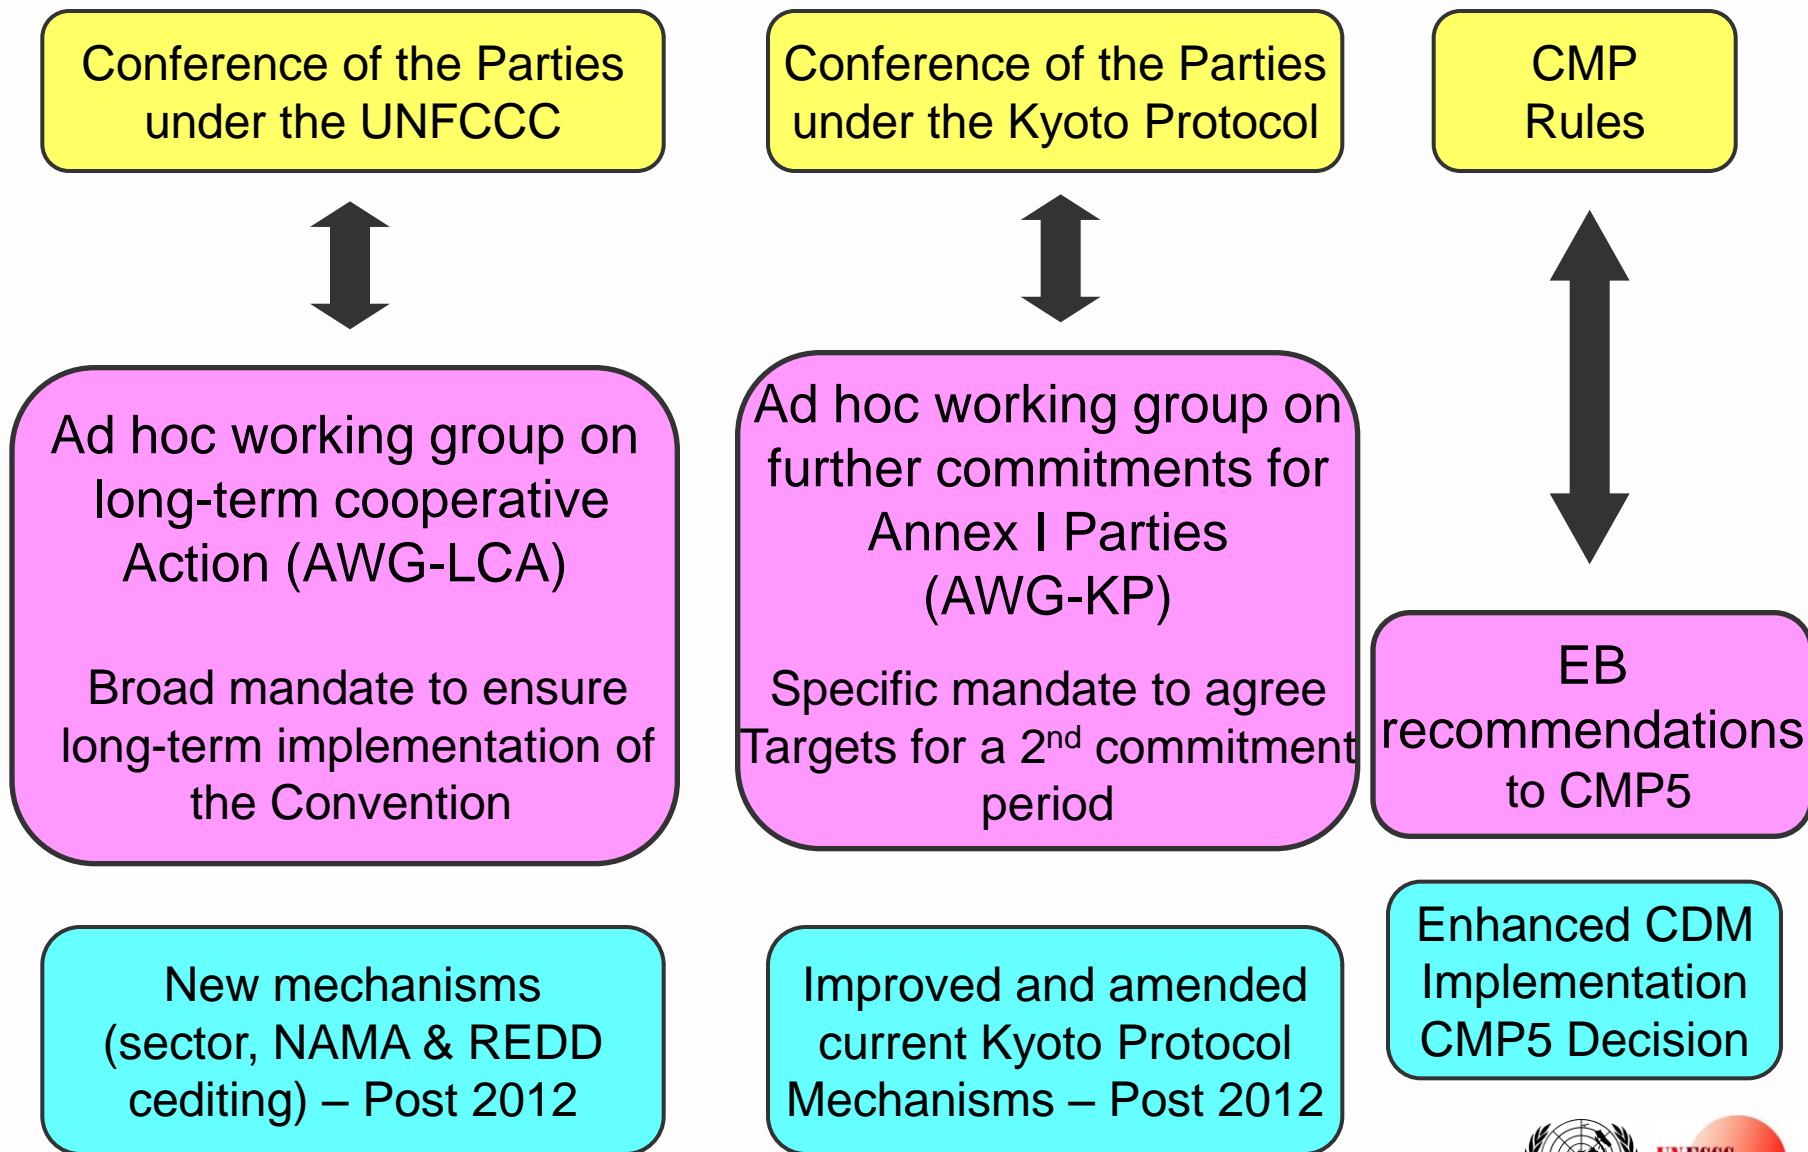 Conference of the Parties
under the UNFCCC
Conference of the Parties
under the Kyoto Protocol
CMP
Rules
Ad hoc working group on
long-term cooperative
Action (AWG-LCA)
Broad mandate to ensure
long-term implementation of
the Convention
Ad hoc working group on
further commitments for
Annex I Parties
(AWG-KP)
Specific mandate to agree
Targets for a 2nd commitment
period
EB
recommendations
to CMP5
New mechanisms
(sector, NAMA & REDD
cediting) – Post 2012
Improved and amended
current Kyoto Protocol
Mechanisms – Post 2012
Enhanced CDM
Implementation
CMP5 Decision